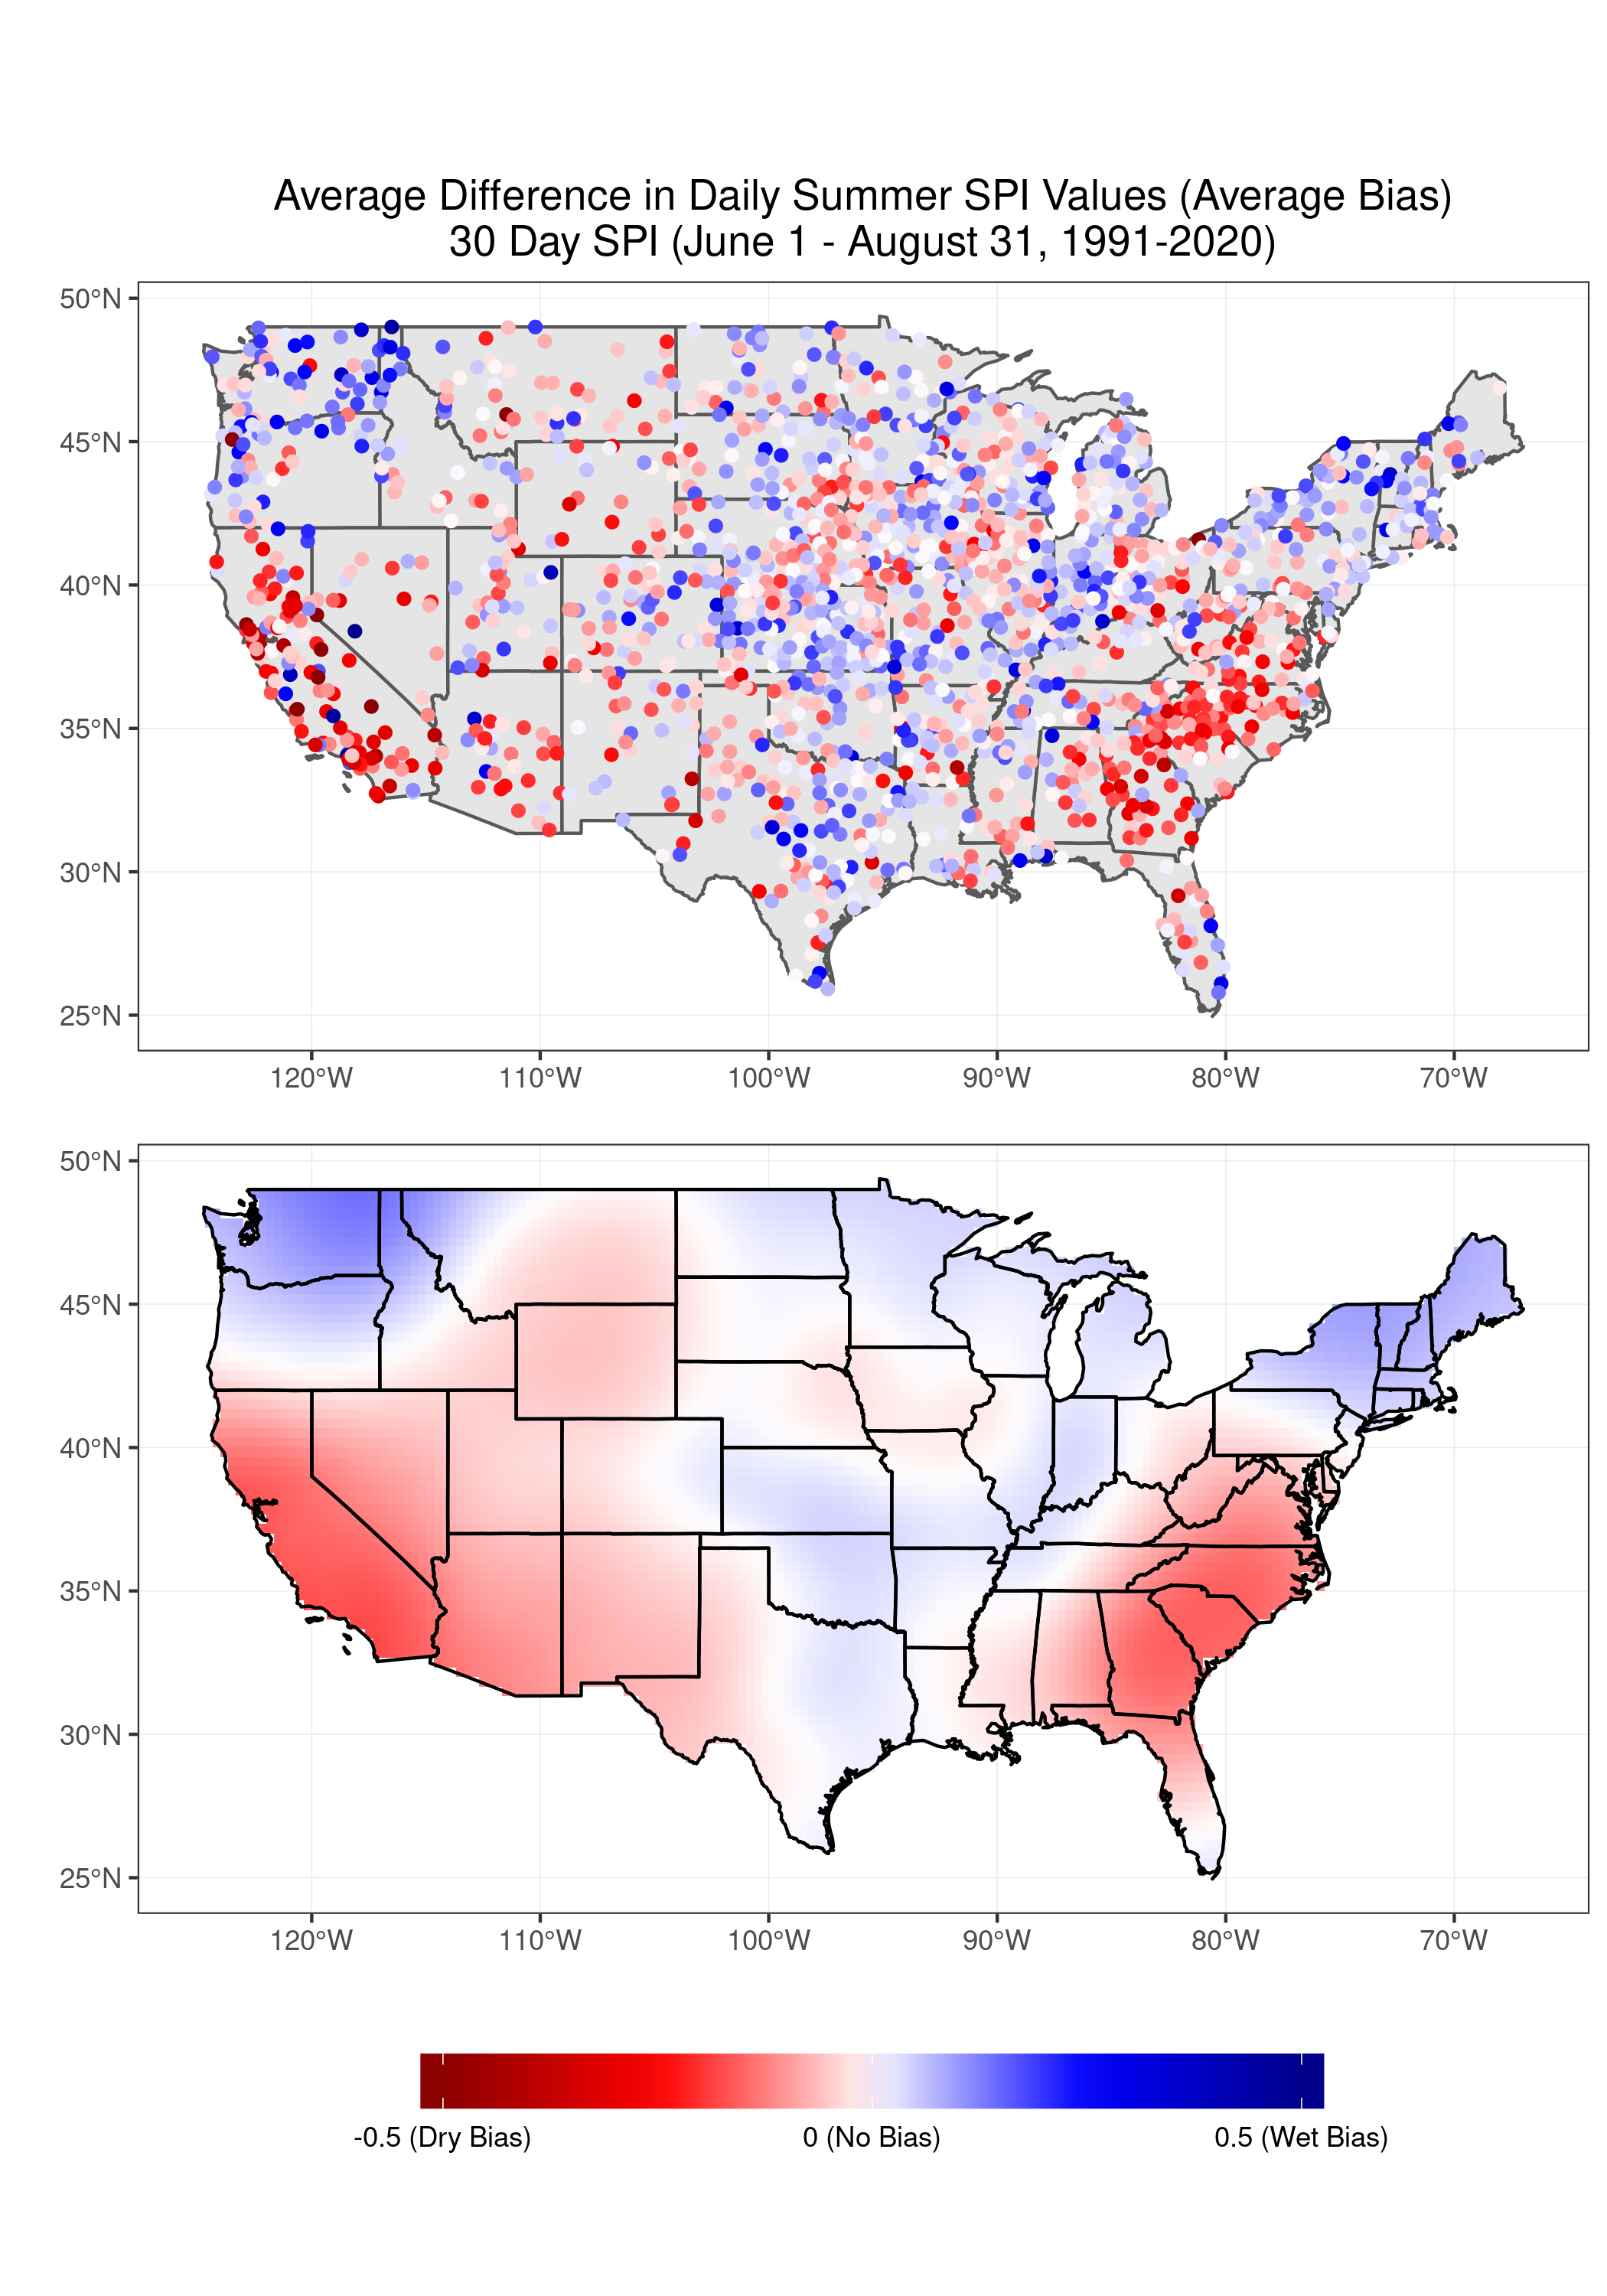 Average Difference in Daily Summer SPI Values (Average Bias)
30 Day SPI (June 1 - August 31, 1991-2020)
50°N
45°N
40°N
35°N
30°N
25°N
120°W 110°W 100°W 90°W 80°W 70°W
50°N
45°N
40°N
35°N
30°N
25°N
120°W 110°W 100°W 90°W 80°W 70°W
-0.5 (Dry Bias) 0 (No Bias) 0.5 (Wet Bias)